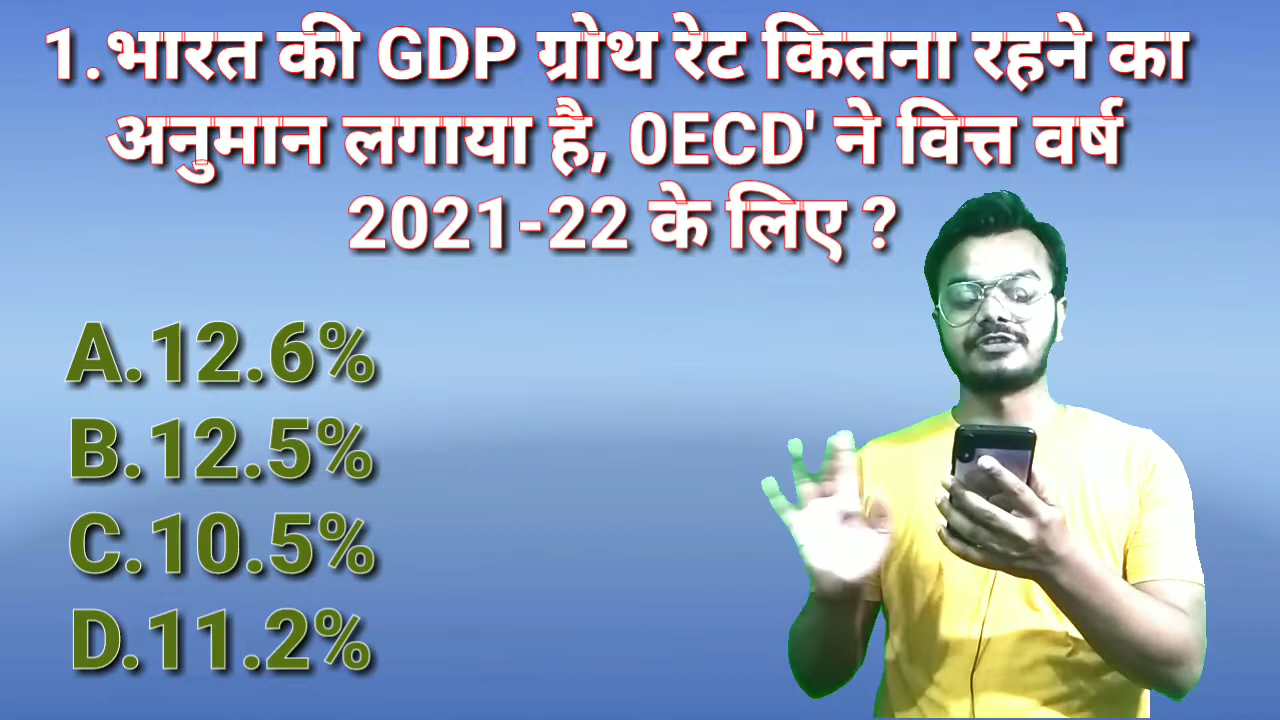 1.भारत की GDP ग्रोथ रेट कितना रहने का
अनुमान लगाया है, 0ECD' ने वित्त वर्ष
2021-22 के लिए ?
A.12.6%
B.12.5%
C.10.5%
D.11.2%